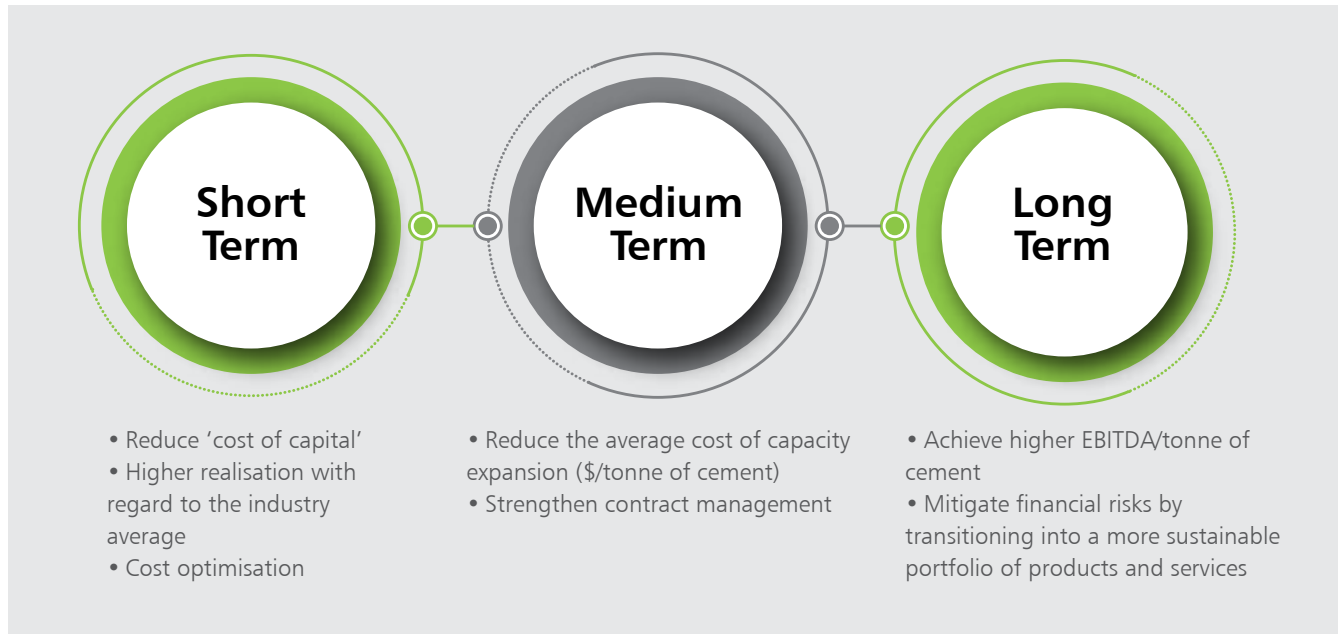 Short
Term
Medium
Term
Long
Term
• Reduce ‘cost of capital’
• Higher realisation with
regard to the industry
average
• Cost optimisation
• Reduce the average cost of capacity
expansion ($/tonne of cement)
• Strengthen contract management
• Achieve higher EBITDA/tonne of
cement
• Mitigate financial risks by
transitioning into a more sustainable
portfolio of products and services